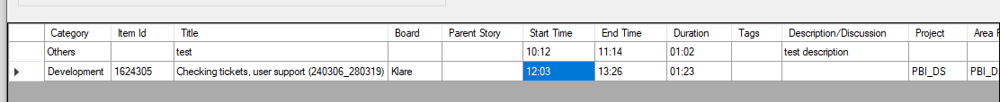 Category Item Id Title Board Parent Story Start Time End Time Duration Tags Description/Discussion Project Area
Others test 10:12 11:14 01:02 test description
Development 1624305 Checking tickets, user support (240306_280319) Klare 12:03 13:26 01:23 PBI_DS